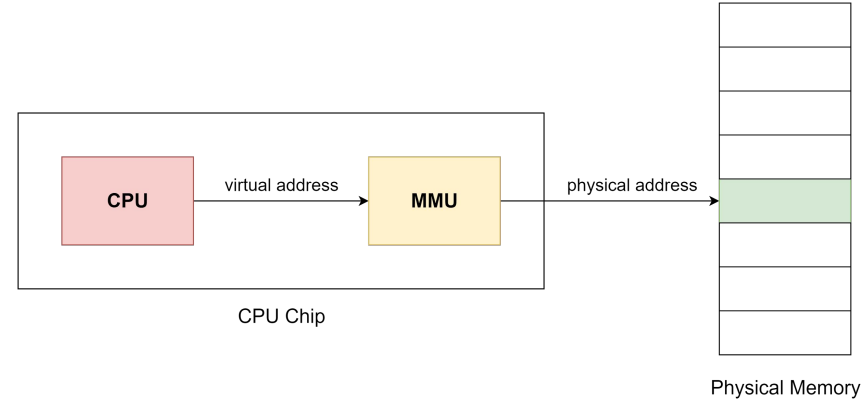 CPU
virtual address
MMU
physical address
CPU Chip
Physical Memory